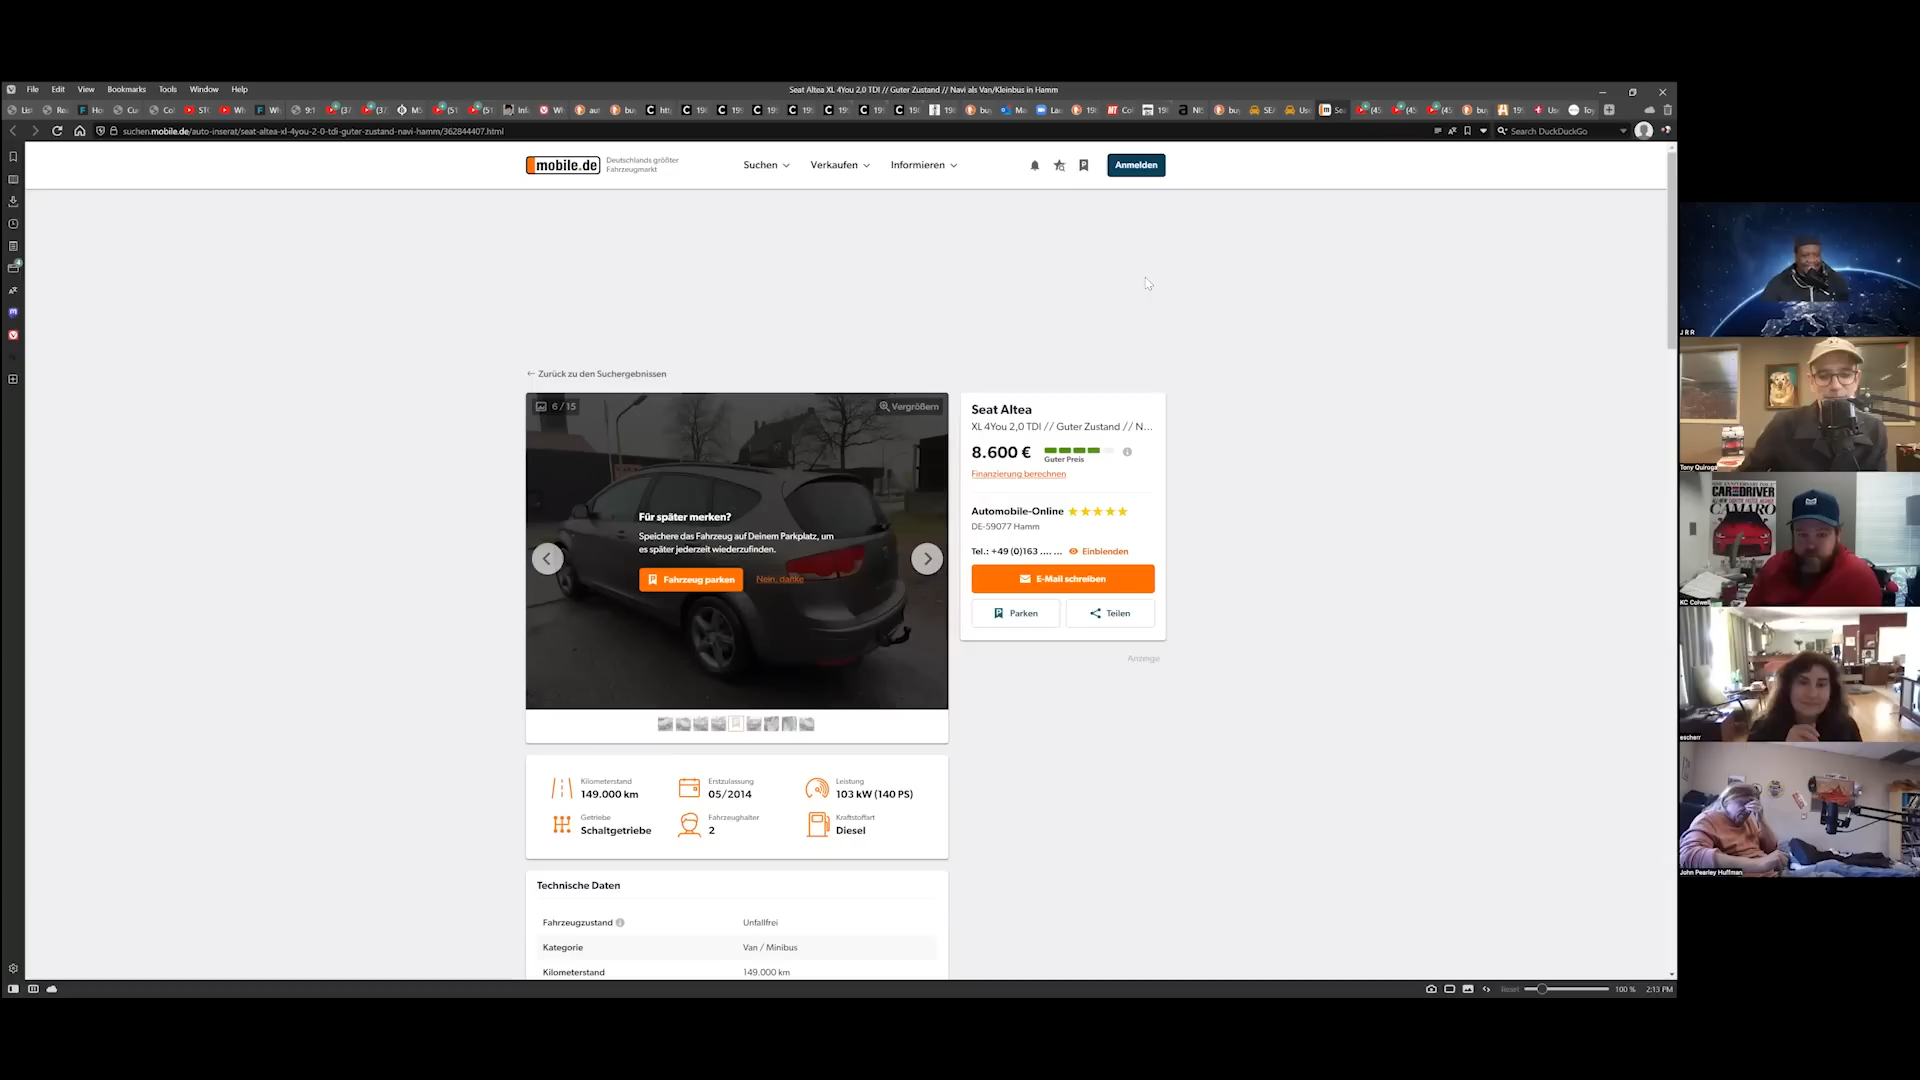 File Edit View Bookmarks Tools Window Help
Seat Altea XL 4You 2,0 TDI // Guter Zustand // Navi als Van/Kleinbus in Hamm
suchen.mobile.de/auto-inserat/seat-altea-xl-4you-2-0-tdi-guter-zustand-navi-hamm/362844407.html
Search DuckDuckGo
mobile.de
Deutschlands größter
Fahrzeugmarkt
Suchen
Verkaufen
Informieren
Anmelden
Zurück zu den Suchergebnissen
6 / 15
Vergrößern
Für später merken?
Speichere das Fahrzeug auf Deinem Parkplatz, um
es später jederzeit wiederzufinden.
Fahrzeug parken
Nein, danke
Seat Altea
XL 4You 2,0 TDI // Guter Zustand // N...
8.600 €
Guter Preis
Finanzierung berechnen
Automobile-Online
DE-59077 Hamm
Tel.: +49 (0)163 .... ...
Einblenden
E-Mail schreiben
Parken
Teilen
Anzeige
Kilometerstand
149.000 km
Erstzulassung
05/2014
Leistung
103 kW (140 PS)
Getriebe
Schaltgetriebe
Fahrzeughalter
2
Kraftstoffart
Diesel
Technische Daten
Fahrzeugzustand
Unfallfrei
Kategorie
Van / Minibus
Kilometerstand
149.000 km
Reset
100 %
2:13 PM
JRR
Tony Quiroga
CAR AND DRIVER
CAMARO
KC Colwell
escherr
John Pearley Huffman